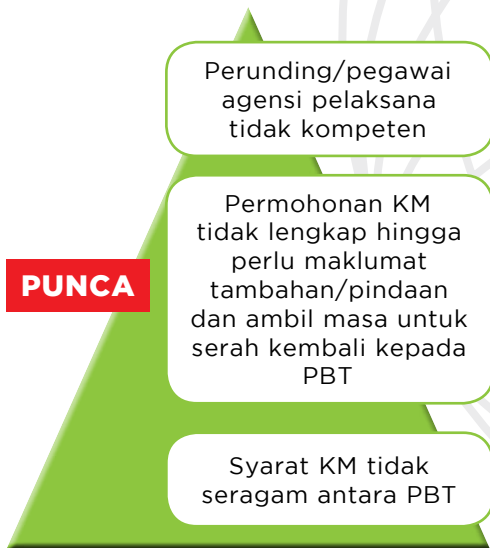 Perunding/pegawai
agensi pelaksana
tidak kompeten
Permohonan KM
tidak lengkap hingga
perlu maklumat
tambahan/pindaan
dan ambil masa untuk
serah kembali kepada
PBT
PUNCA
Syarat KM tidak
seragam antara PBT